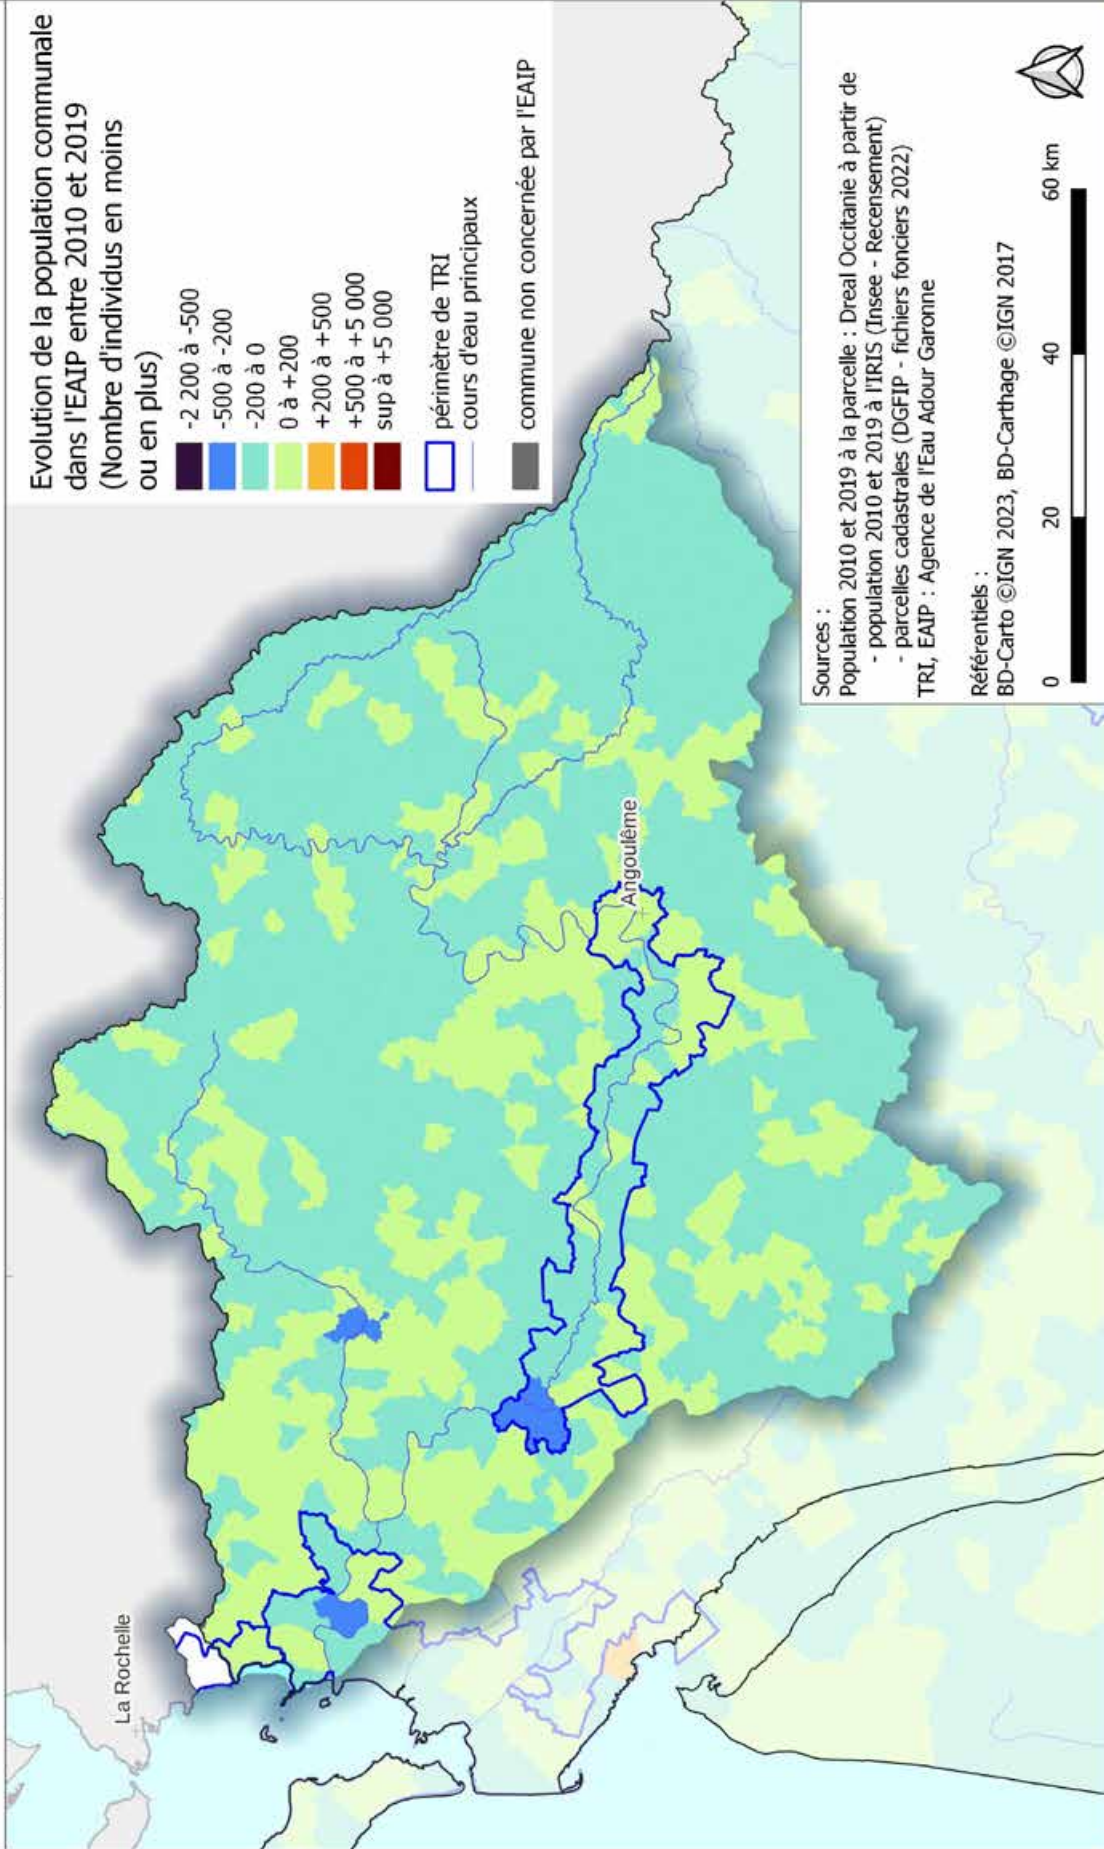 Evolution de la population communale
dans l'EAIP entre 2010 et 2019
(Nombre d'individus en moins
ou en plus)
-2 200 à -500
-500 à -200
-200 à 0
0 à +200
+200 à +500
+500 à +5 000
sup à +5 000
périmètre de TRI
cours d'eau principaux
commune non concernée par l'EAIP
La Rochelle
Angoulême
Sources :
Population 2010 et 2019 à la parcelle : Dreal Occitanie à partir de
- population 2010 et 2019 à l'IRIS (Insee - Recensement)
- parcelles cadastrales (DGFIP - fichiers fonciers 2022)
TRI, EAIP : Agence de l'Eau Adour Garonne
Référentiels :
BD-Carto ©IGN 2023, BD-Carthage ©IGN 2017
0 20 40 60 km